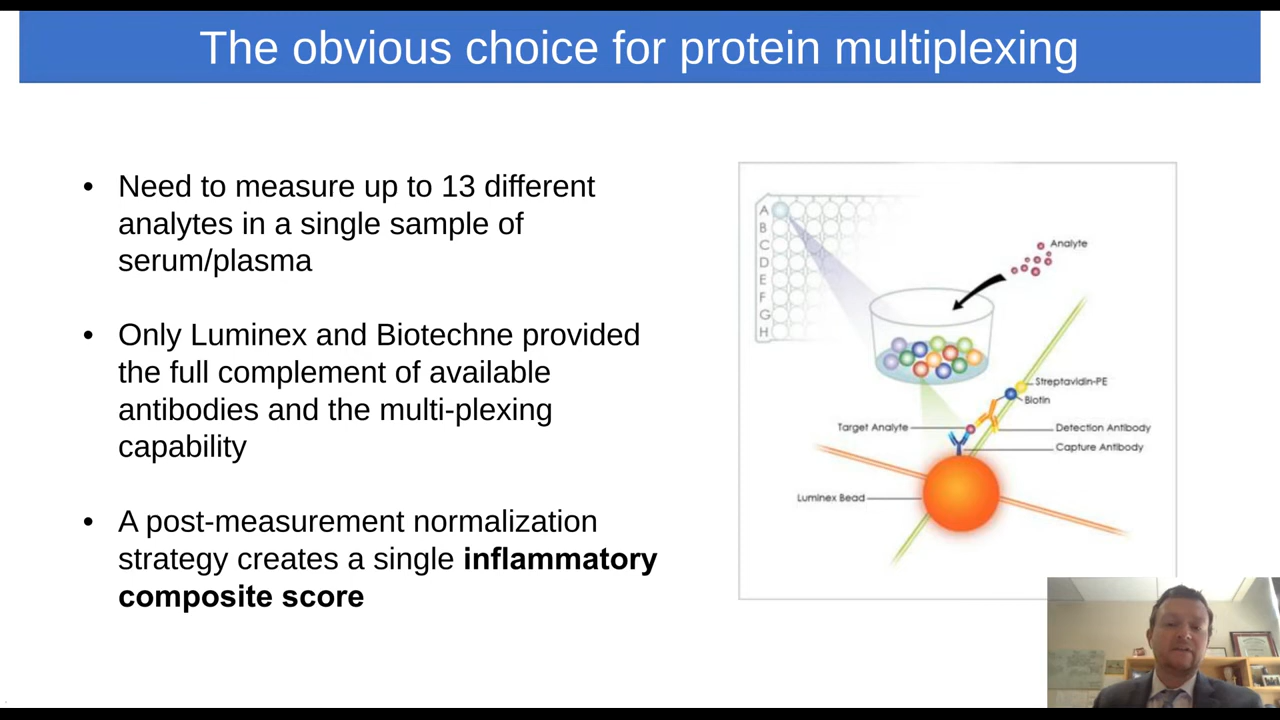 The obvious choice for protein multiplexing
• Need to measure up to 13 different
analytes in a single sample of
serum/plasma
• Only Luminex and Biotechne provided
the full complement of available
antibodies and the multi-plexing
capability
• A post-measurement normalization
strategy creates a single inflammatory
composite score
A
B
C
D
E
F
G
H
Analyte
Streptavidin-PE
Biotin
Target Analyte
Detection Antibody
Capture Antibody
Luminex Bead